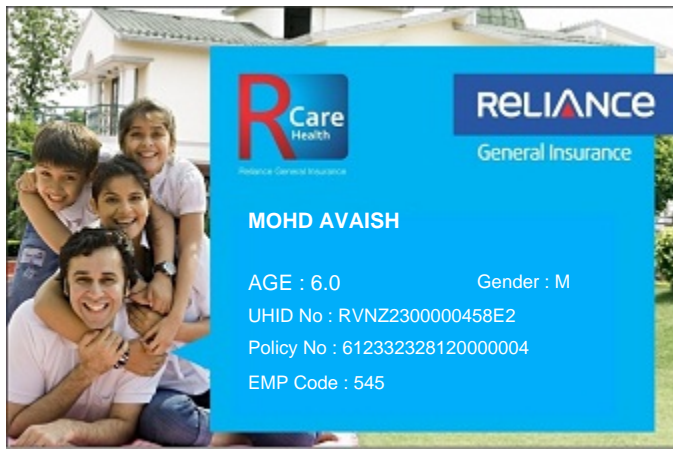 R Care
Health
Reliance General Insurance
RELIANCE
General Insurance
MOHD AVAISH
AGE : 6.0
Gender : M
UHID No : RVNZ2300000458E2
Policy No : 612332328120000004
EMP Code : 545